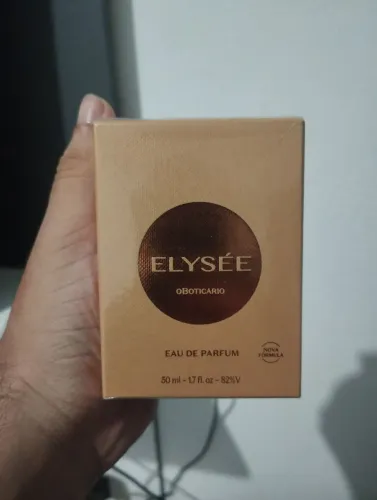 ELYSÉE
oBOTICÁRIO
EAU DE PARFUM
NOVA
FÓRMULA
50 ml - 1.7 fl. oz - 82%V